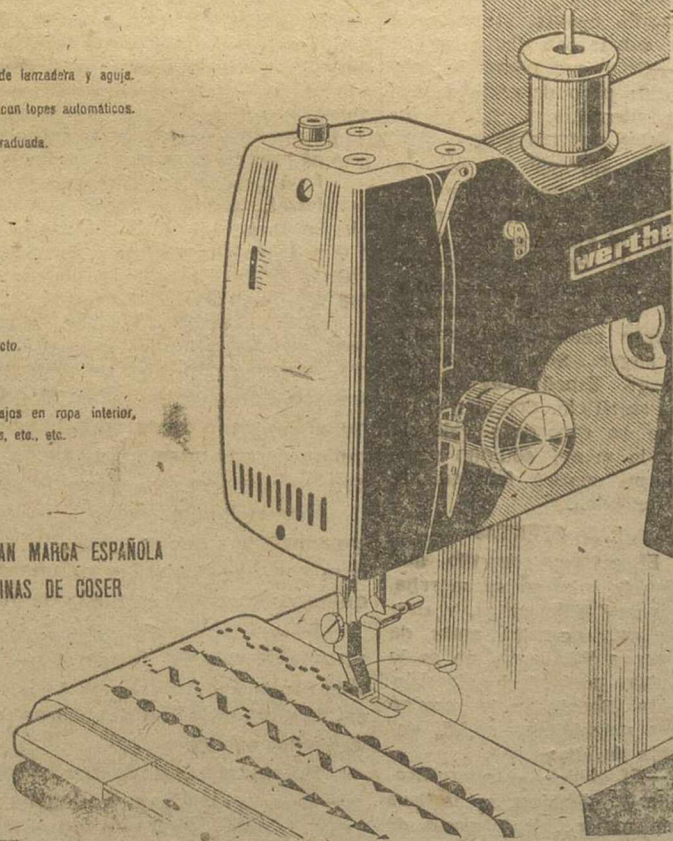 de lanzadera y aguja.
con topes automáticos.
raduada.
werthe
cto.
ajos en ropa interior,
s, etc., etc.
AN MARCA ESPAÑOLA
INAS DE COSER